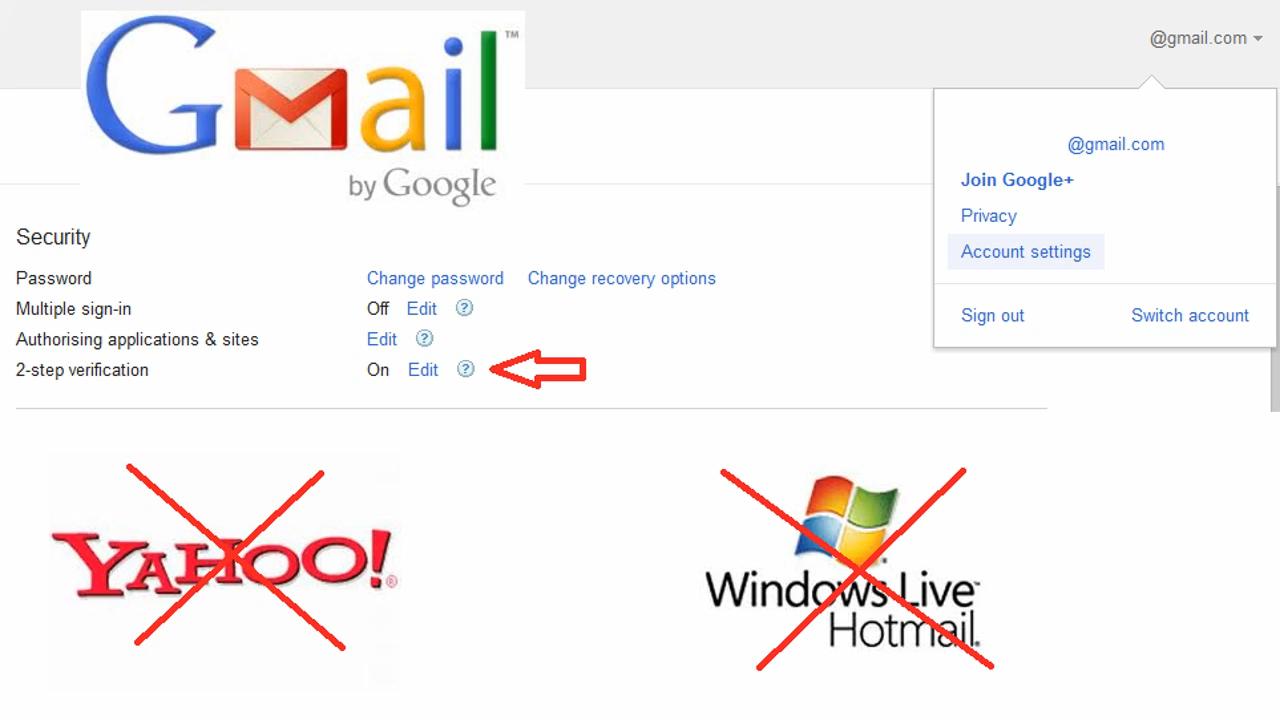 Gmail™
by Google
@gmail.com
@gmail.com
Join Google+
Privacy
Account settings
Sign out Switch account
Security
Password Change password Change recovery options
Multiple sign-in Off Edit ?
Authorising applications & sites Edit ?
2-step verification On Edit ?
YAHOO!®
Windows Live™
Hotmail.